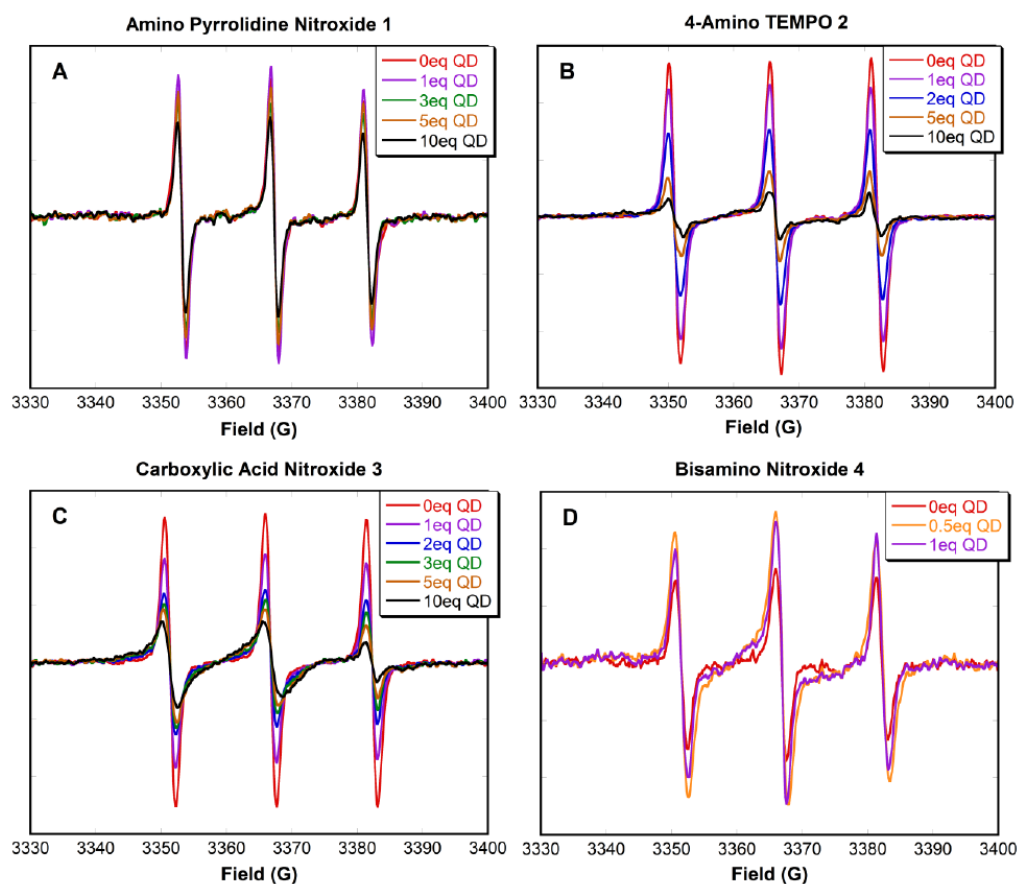 Amino Pyrrolidine Nitroxide 1
A
0eq QD
1eq QD
3eq QD
5eq QD
10eq QD
3330 3340 3350 3360 3370 3380 3390 3400
Field (G)
4-Amino TEMPO 2
B
0eq QD
1eq QD
2eq QD
5eq QD
10eq QD
3330 3340 3350 3360 3370 3380 3390 3400
Field (G)
Carboxylic Acid Nitroxide 3
C
0eq QD
1eq QD
2eq QD
3eq QD
5eq QD
10eq QD
3330 3340 3350 3360 3370 3380 3390 3400
Field (G)
Bisamino Nitroxide 4
D
0eq QD
0.5eq QD
1eq QD
3330 3340 3350 3360 3370 3380 3390 3400
Field (G)